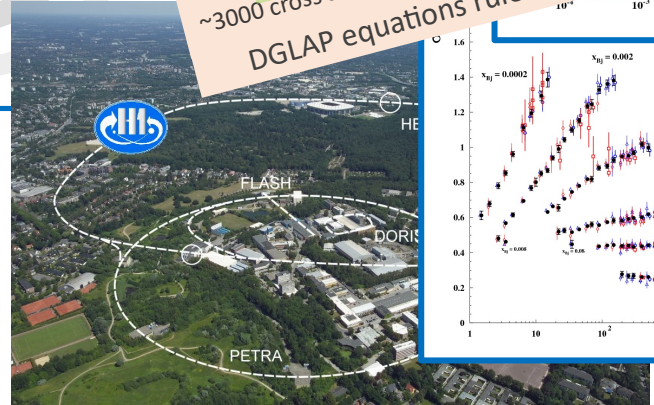 ~3000 cross
DGLAP equations rule
H1
HE
FLASH
DORIS
PETRA
10⁻⁴ 10⁻³
1.6
1.4
1.2
1
0.8
0.6
0.4
0.2
0
x_Bj = 0.0002
x_Bj = 0.002
x_Bj = 0.008
x_Bj = 0.08
1 10 10²